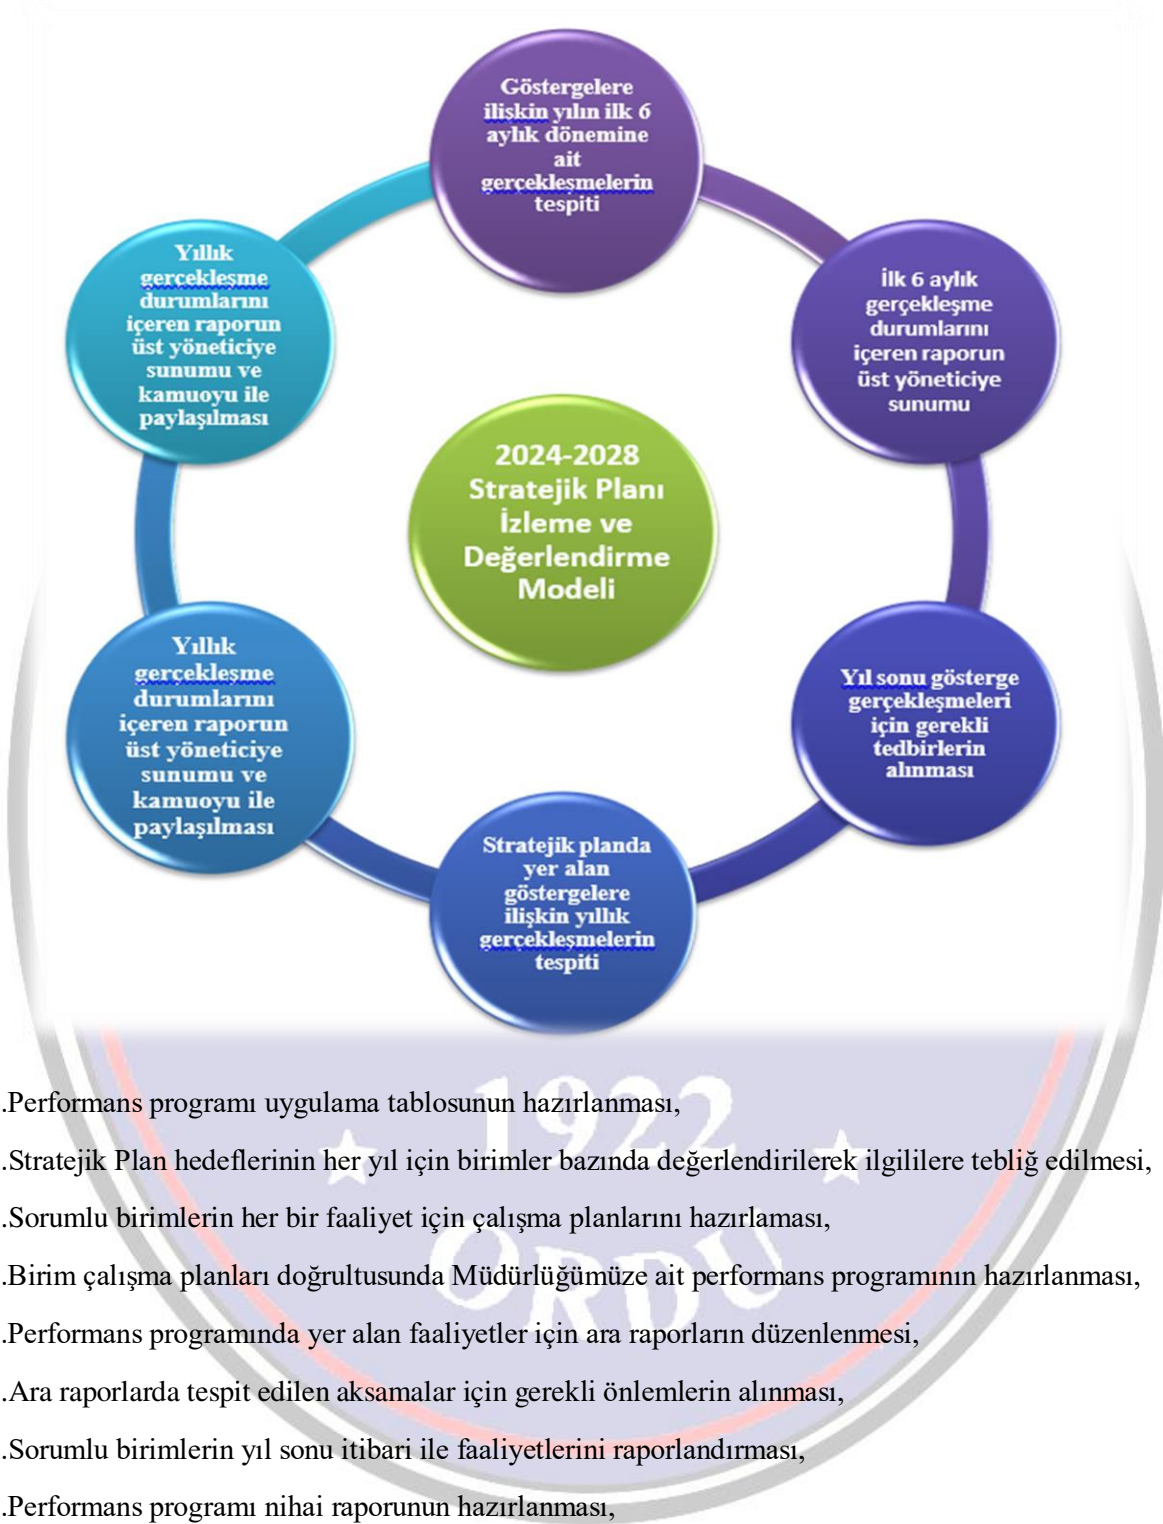 Göstergelere
ilişkin yılın ilk 6
aylık dönemine
ait
gerçekleşmelerin
tespiti
İlk 6 aylık
gerçekleşme
durumlarını
içeren raporun
üst yöneticiye
sunumu
Yıl sonu gösterge
gerçekleşmeleri
için gerekli
tedbirlerin
alınması
Stratejik planda
yer alan
göstergelere
ilişkin yıllık
gerçekleşmelerin
tespiti
Yıllık
gerçekleşme
durumlarını
içeren raporun
üst yöneticiye
sunumu ve
kamuoyu ile
paylaşılması
Yıllık
gerçekleşme
durumlarını
içeren raporun
üst yöneticiye
sunumu ve
kamuoyu ile
paylaşılması
2024-2028
Stratejik Planı
İzleme ve
Değerlendirme
Modeli
.Performans programı uygulama tablosunun hazırlanması,
.Stratejik Plan hedeflerinin her yıl için birimler bazında değerlendirilerek ilgililere tebliğ edilmesi,
.Sorumlu birimlerin her bir faaliyet için çalışma planlarını hazırlaması,
.Birim çalışma planları doğrultusunda Müdürlüğümüze ait performans programının hazırlanması,
.Performans programında yer alan faaliyetler için ara raporların düzenlenmesi,
.Ara raporlarda tespit edilen aksamalar için gerekli önlemlerin alınması,
.Sorumlu birimlerin yıl sonu itibari ile faaliyetlerini raporlandırması,
.Performans programı nihai raporunun hazırlanması,
1922
ORDU